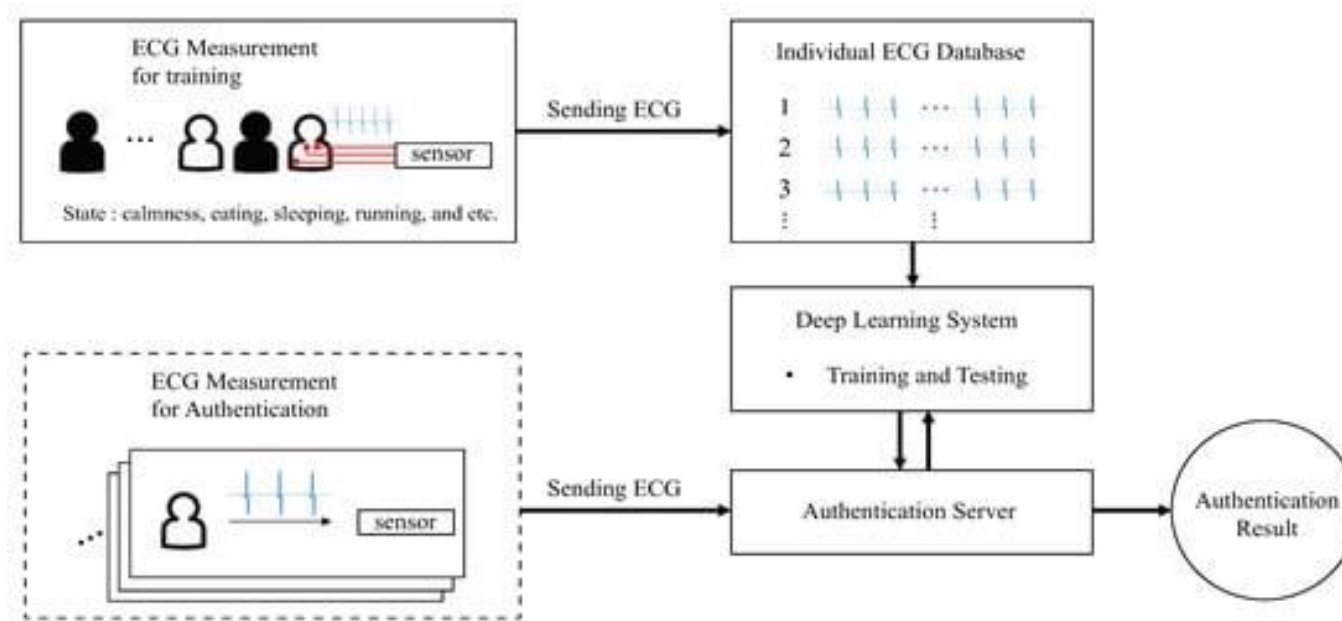 ECG Measurement
for training
...
sensor
State : calmness, eating, sleeping, running, and etc.
Sending ECG
Individual ECG Database
1 ...
2 ...
3 ...
Deep Learning System
• Training and Testing
ECG Measurement
for Authentication
...
sensor
Sending ECG
Authentication Server
Authentication
Result